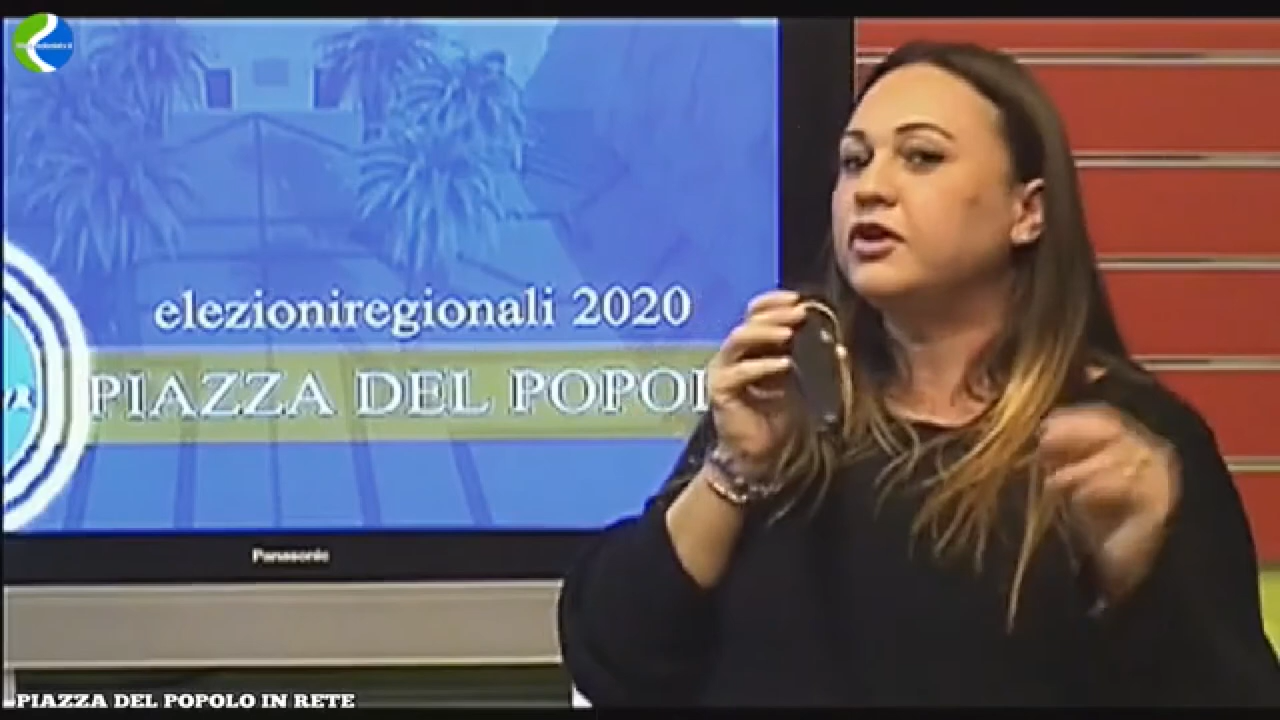 elezioniregionali 2020
PIAZZA DEL POPOL
Panasonic
PIAZZA DEL POPOLO IN RETE